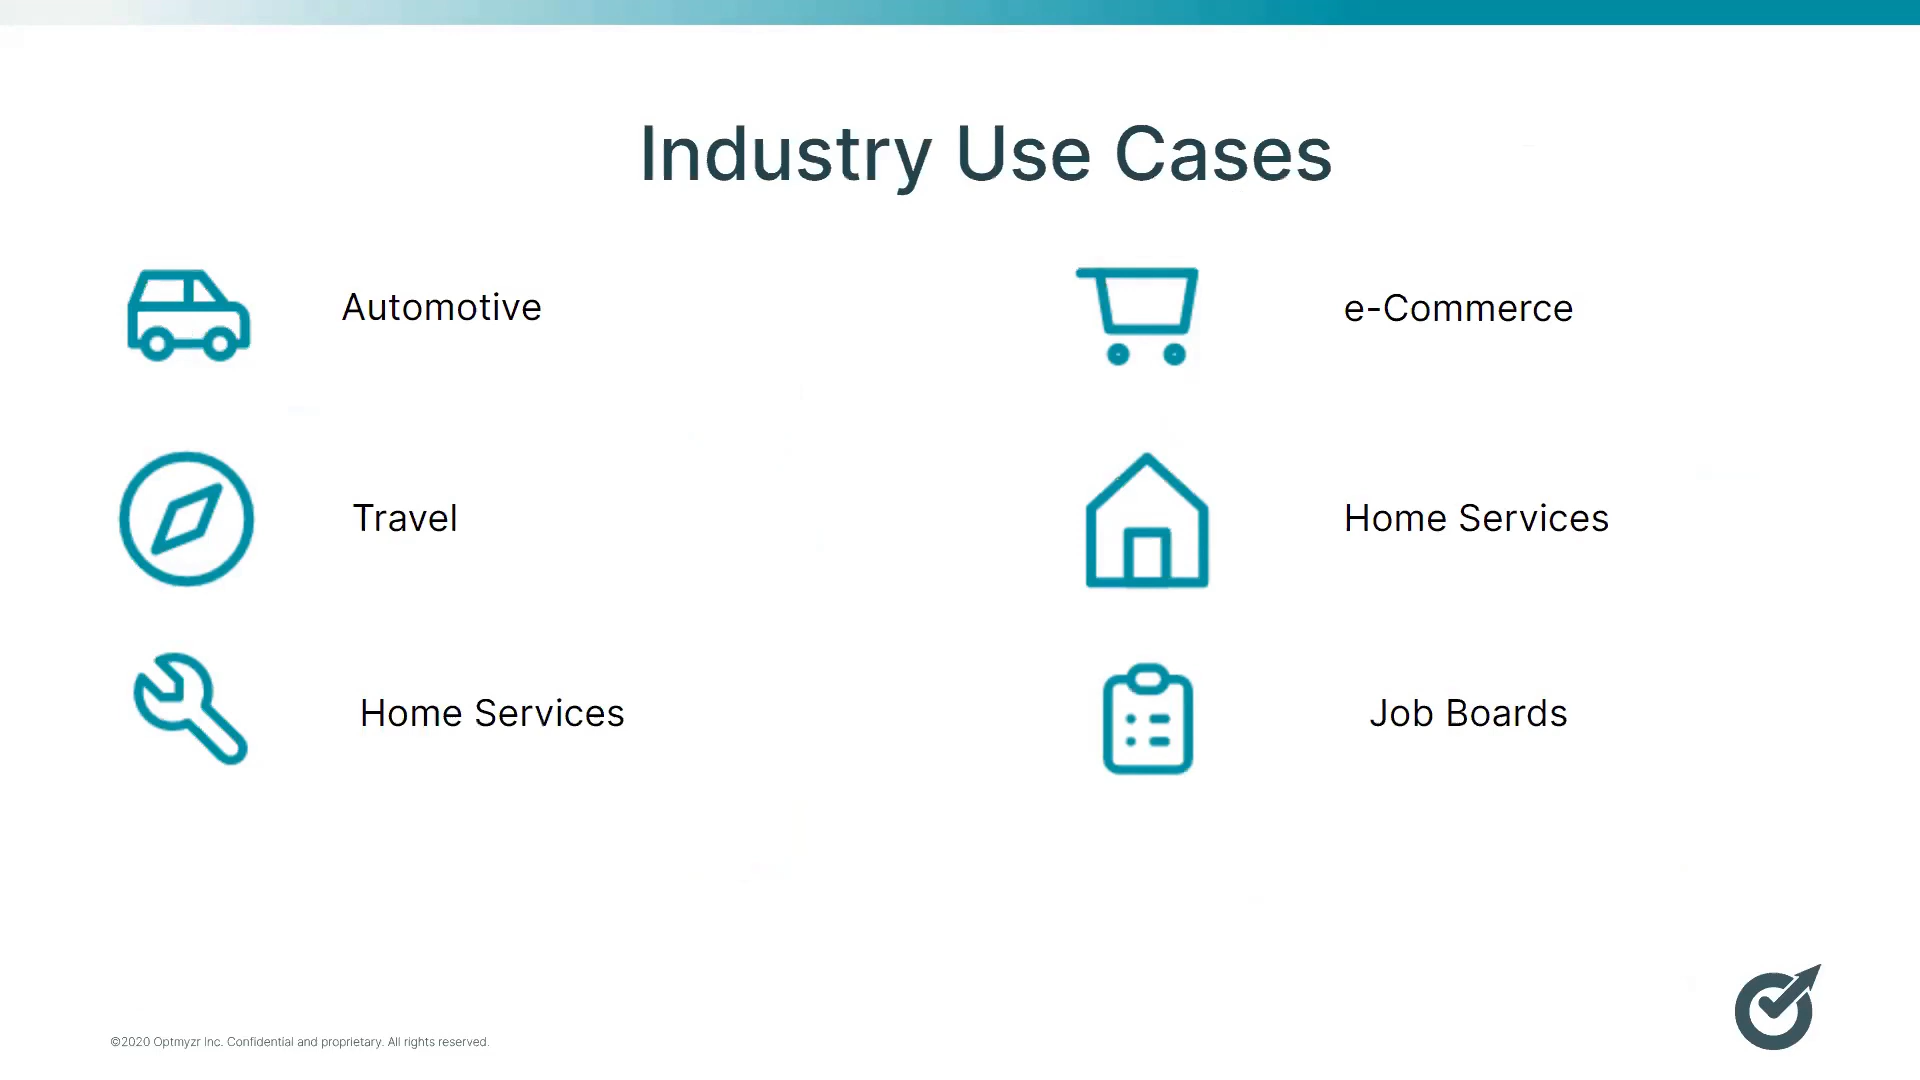 Industry Use Cases
Automotive
e-Commerce
Travel
Home Services
Home Services
Job Boards
©2020 Optmyzr Inc. Confidential and proprietary. All rights reserved.